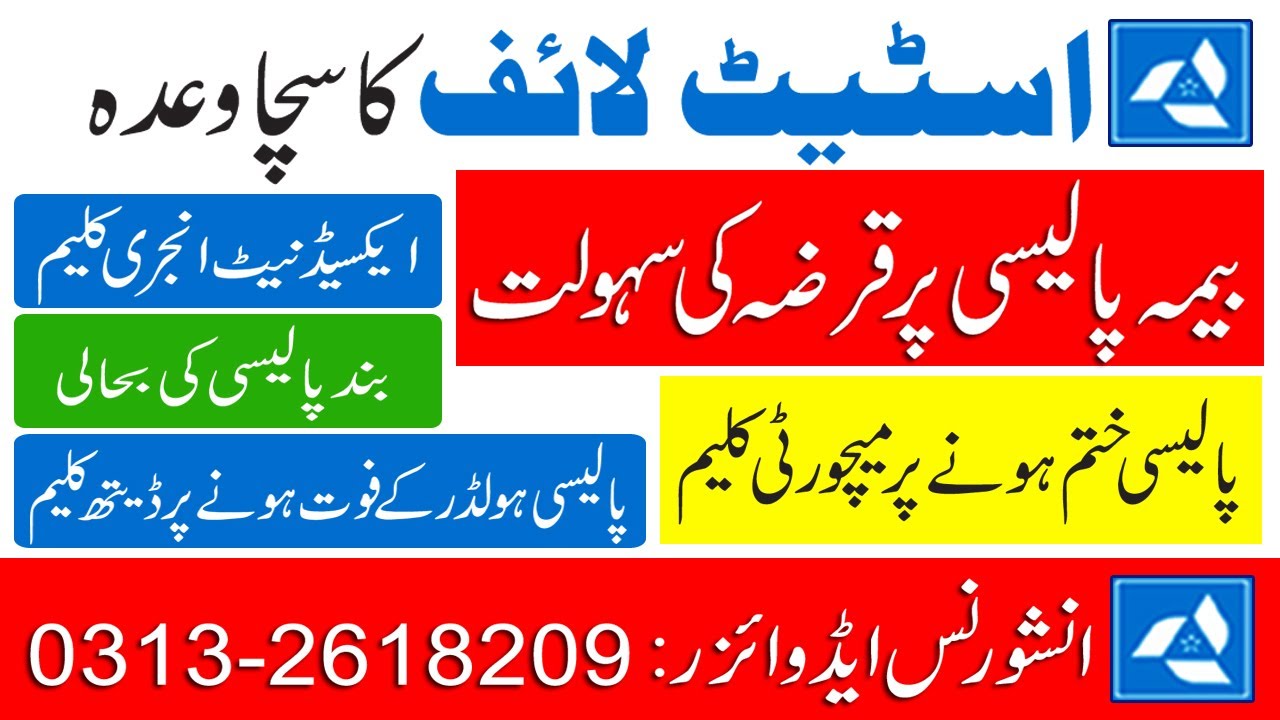 اسٹیٹ لائف کا سچا وعدہ
بیمہ پالیسی پر قرضہ کی سہولت
ایکسیڈنیٹ انجری کلیم
بند پالیسی کی بحالی
پالیسی ختم ہونے پر میچورٹی کلیم
پالیسی ہولڈر کے فوت ہونے پر ڈیتھ کلیم
انشورنس ایڈوائزر: 0313-2618209